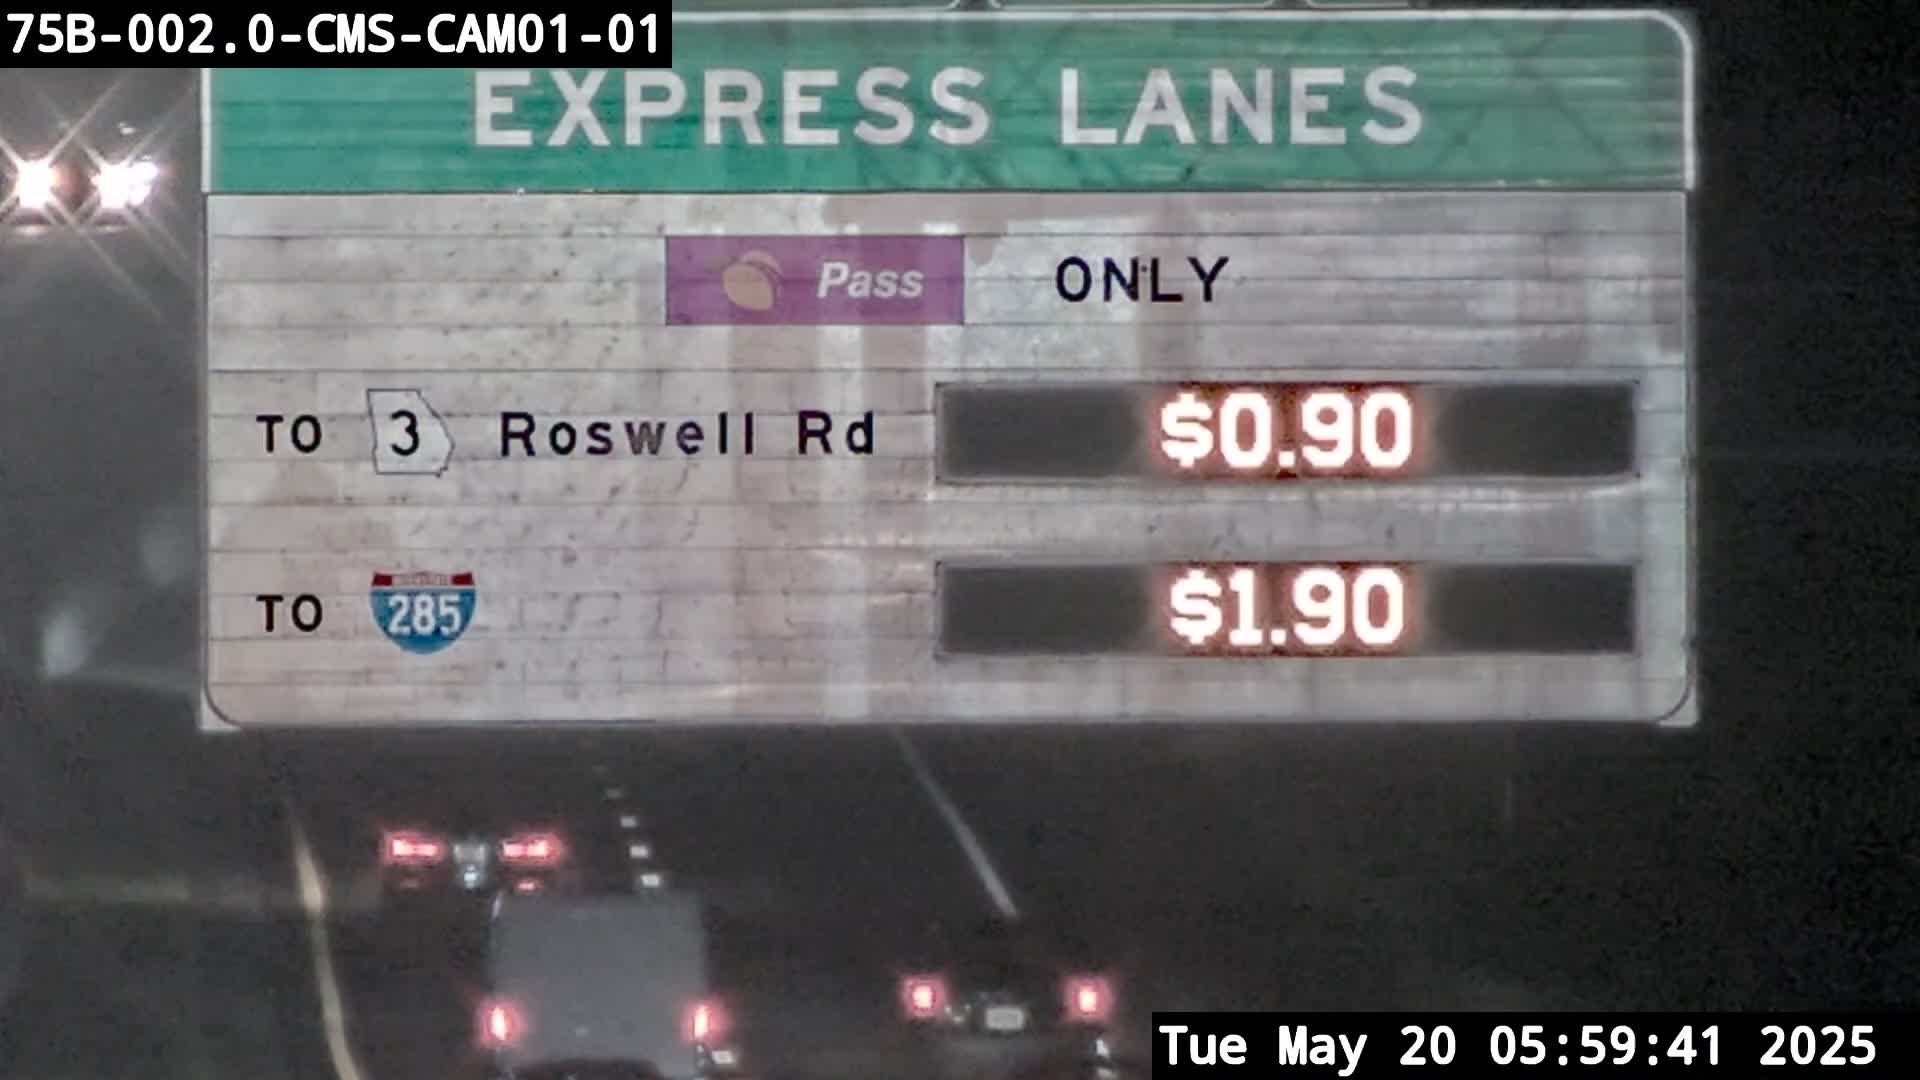 75B-002.0-CMS-CAM01-01
EXPRESS LANES
Pass ONLY
TO 3 Roswell Rd $0.90
TO 285 $1.90
Tue May 20 05:59:41 2025